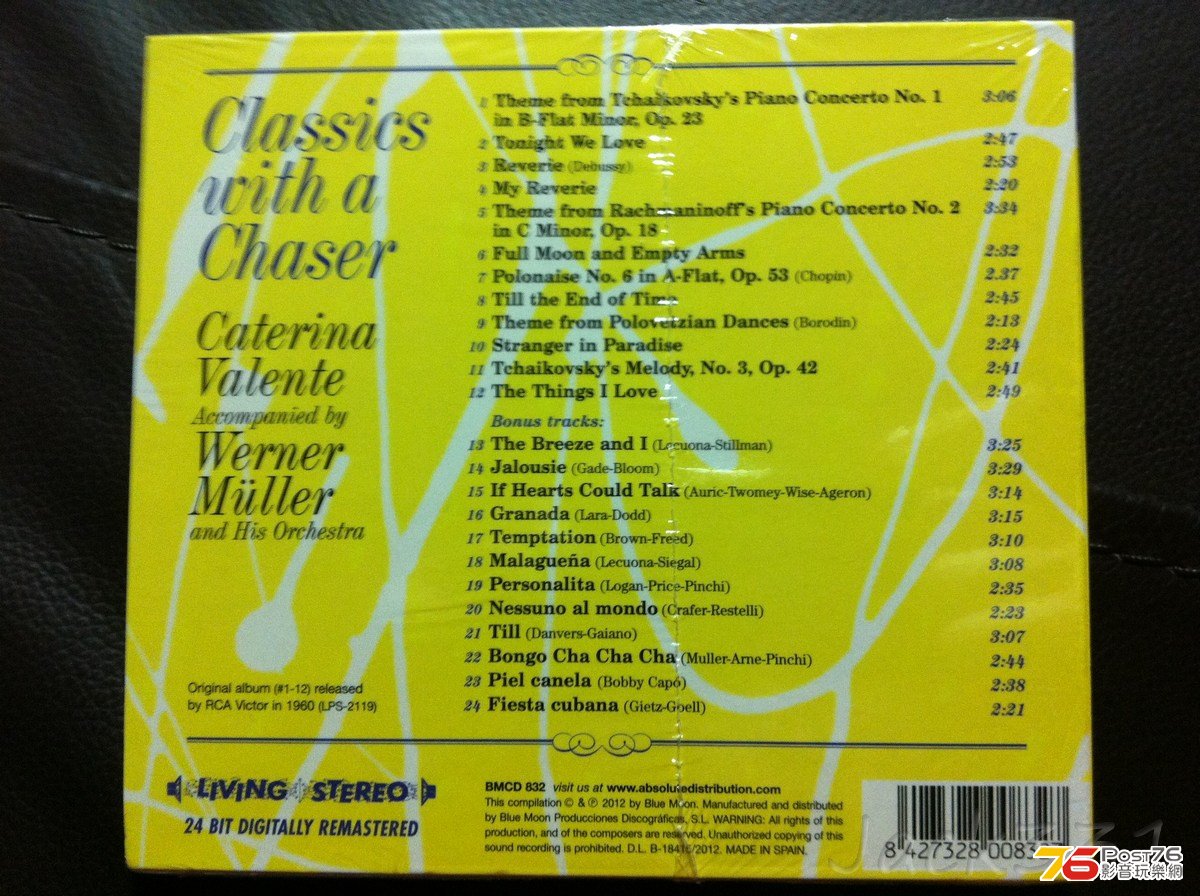 Classics
with a
Chaser
Caterina
Valente
Accompanied by
Werner
Müller
and His Orchestra
Original album (#1-12) released
by RCA Victor in 1960 (LPS-2119)
1 Theme from Tchaikovsky's Piano Concerto No. 1 3:06
in B-Flat Minor, Op. 23
2 Tonight We Love 2:47
3 Reverie (Debussy) 2:53
4 My Reverie 2:20
5 Theme from Rachmaninoff's Piano Concerto No. 2 3:34
in C Minor, Op. 18
6 Full Moon and Empty Arms 2:32
7 Polonaise No. 6 in A-Flat, Op. 53 (Chopin) 2.37
8 Till the End of Time 2:45
9 Theme from Polovetzian Dances (Borodin) 2:13
10 Stranger in Paradise 2:24
11 Tchaikovsky's Melody, No. 3, Op. 42 2:41
12 The Things I Love 2:49
Bonus tracks:
13 The Breeze and I (Lecuona-Stillman) 3:25
14 Jalousie (Gade-Bloom) 3:29
15 If Hearts Could Talk (Auric-Twomey-Wise-Ageron) 3:14
16 Granada (Lara-Dodd) 3:15
17 Temptation (Brown-Freed) 3:10
18 Malagueña (Lecuona-Siegal) 3:08
19 Personalita (Logan-Price-Pinchi) 2:35
20 Nessuno al mondo (Crafer-Restelli) 2:23
21 Till (Danvers-Gaiano) 3:07
22 Bongo Cha Cha Cha (Muller-Arne-Pinchi) 2:44
23 Piel canela (Bobby Capó) 2:38
24 Fiesta cubana (Gietz-Goell) 2:21
LIVING STEREO
24 BIT DIGITALLY REMASTERED
BMCD 832 visit us at www.absoluedistribution.com
This compilation © & ℗ 2012 by Blue Moon. Manufactured and distributed
by Blue Moon Producciones Discográficas, S.L. WARNING: All rights of this
production, and of the composers are reserved. Unauthorized copying of this
sound recording is prohibited. D.L. B-18415/2012. MADE IN SPAIN.
8 427328 0083
Jack331
76 Post76
影音玩樂網